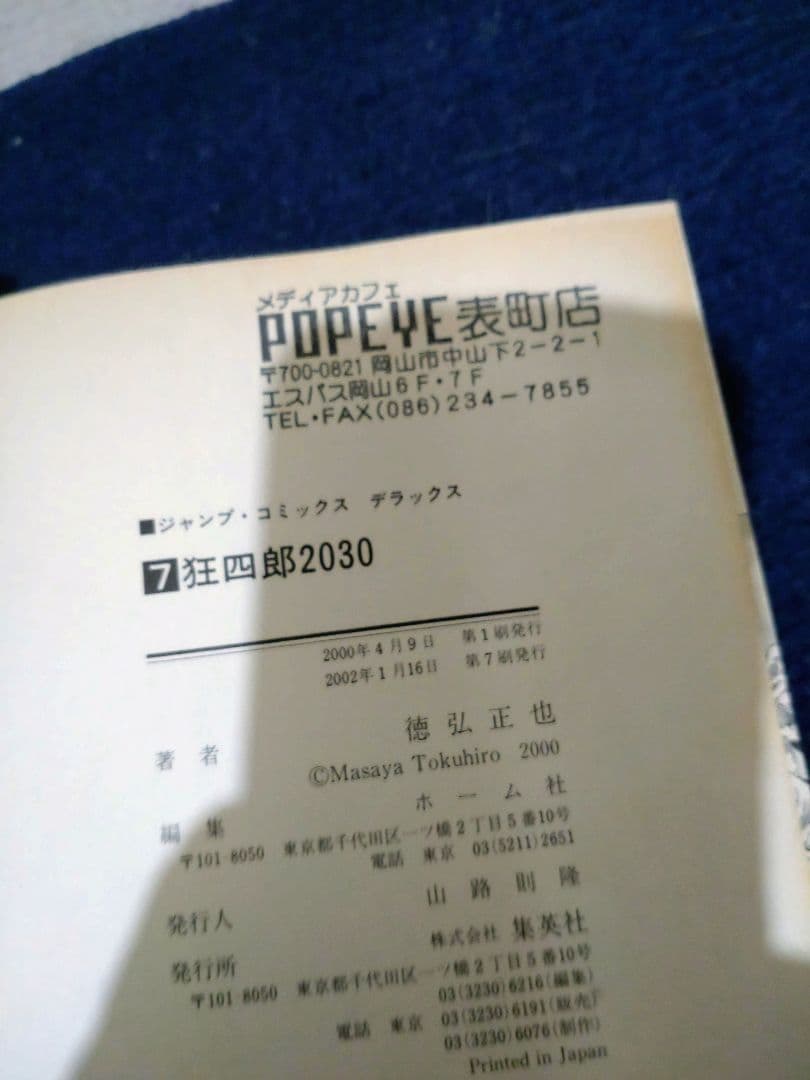 メディアカフェ
POPEYE表町店
〒700-0821 岡山市中山下2-2-1
エスパス岡山6F・7F
TEL・FAX(086)234-7855
■ジャンプ・コミックス デラックス
7 狂四郎2030
2000年4月9日 第1刷発行
2002年1月16日 第7刷発行
著者 徳弘正也
©Masaya Tokuhiro 2000
編集 ホーム社
〒101-8050 東京都千代田区一ツ橋2丁目5番10号
電話 東京 03(5211)2651
発行人 山路則隆
発行所 株式会社 集英社
〒101-8050 東京都千代田区一ツ橋2丁目5番10号
03(3230)6216(編集)
電話 東京 03(3230)6191(販売)
03(3230)6076(制作)
Printed in Japan